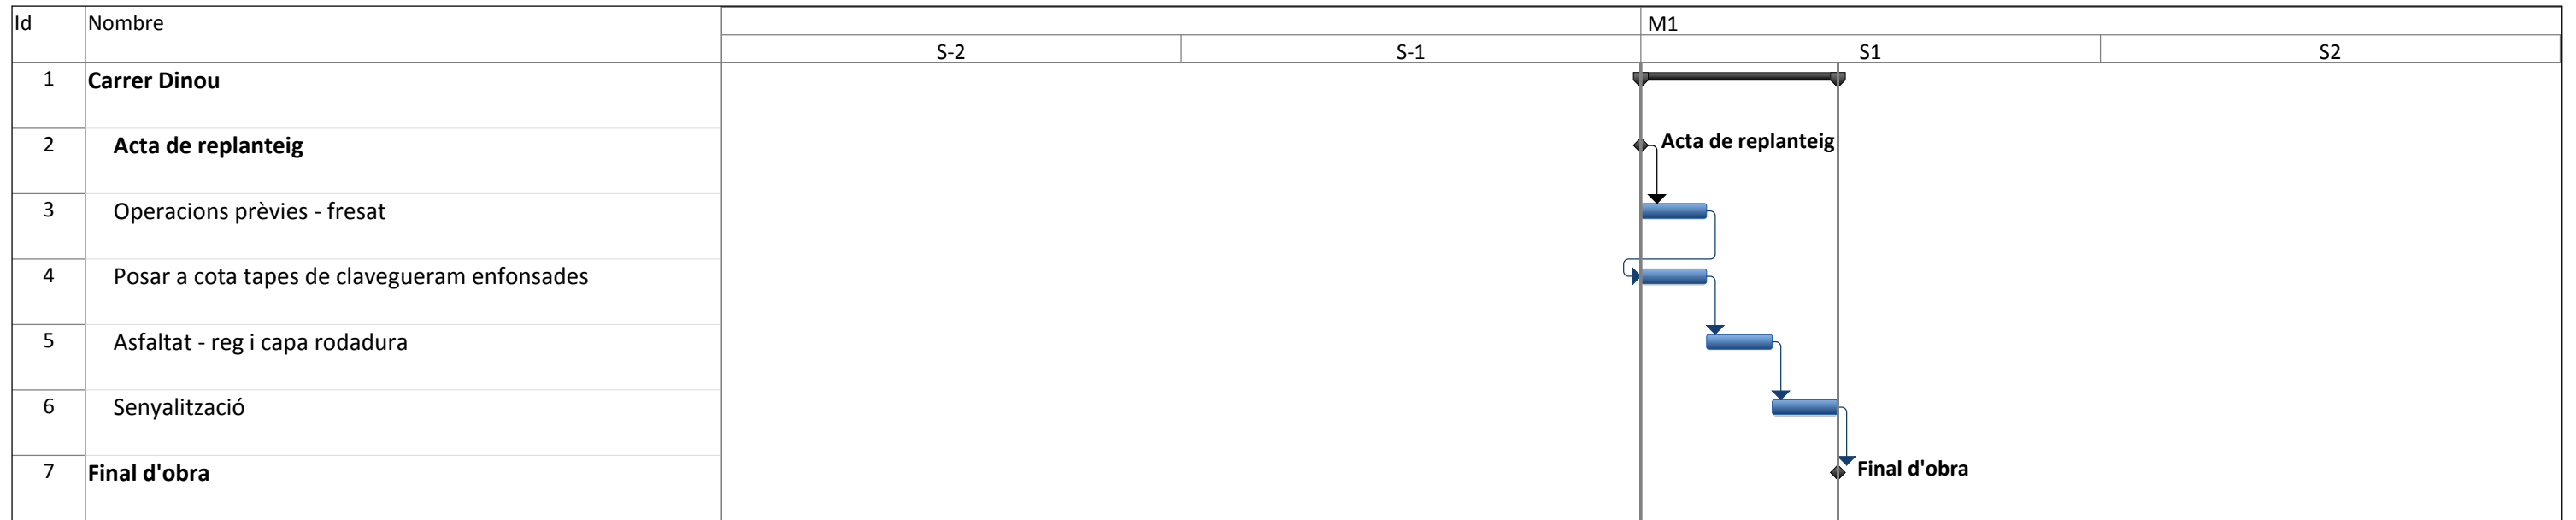 Id Nombre M1
S-2 S-1 S1 S2
1 Carrer Dinou
2 Acta de replanteig Acta de replanteig
3 Operacions prèvies - fresat
4 Posar a cota tapes de clavegueram enfonsades
5 Asfaltat - reg i capa rodadura
6 Senyalització
7 Final d'obra Final d'obra